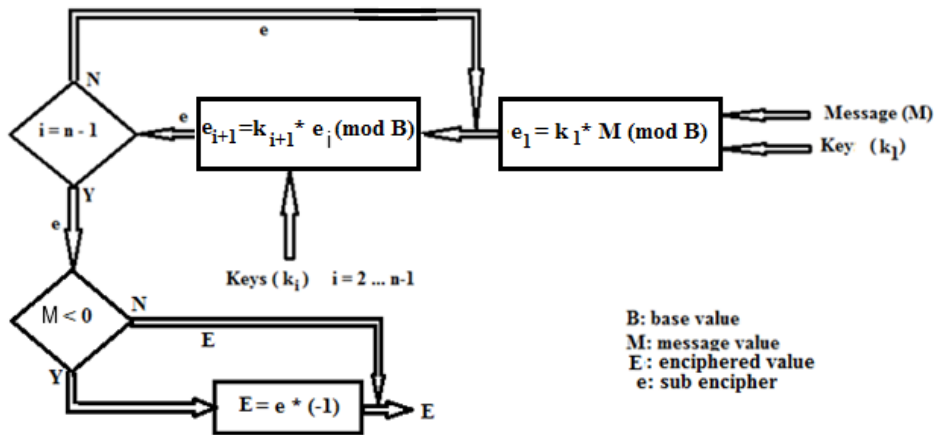 e
N
i = n - 1
e
e_{i+1}=k_{i+1} * e_i (mod B)
e_1 = k_1 * M (mod B)
Message (M)
Key (k_1)
Y
e
Keys ( k_i ) i = 2 ... n-1
M < 0
N
E
Y
E = e * (-1)
E
B: base value
M: message value
E : enciphered value
e: sub encipher